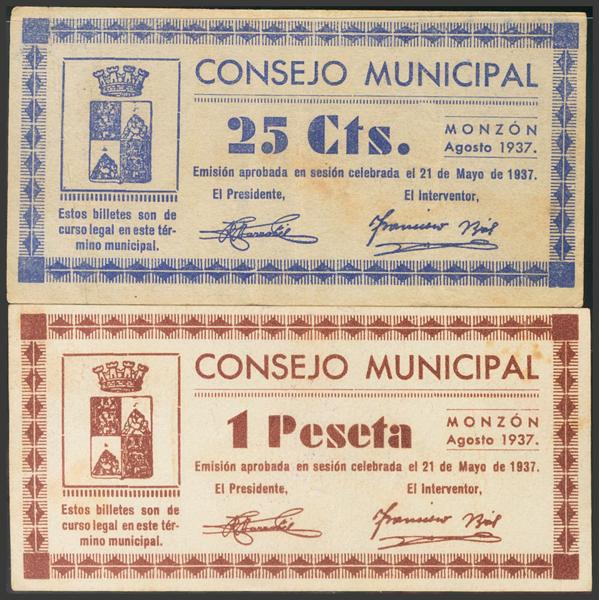 CONSEJO MUNICIPAL
25 Cts.
MONZÓN
Agosto 1937.
Emisión aprobada en sesión celebrada el 21 de Mayo de 1937.
El Presidente,
El Interventor,
Francisco
Estos billetes son de
curso legal en este tér-
mino municipal.
CONSEJO MUNICIPAL
1 Peseta
MONZÓN
Agosto 1937.
Emisión aprobada en sesión celebrada el 21 de Mayo de 1937.
El Presidente,
El Interventor,
Francisco
Estos billetes son de
curso legal en este tér-
mino municipal.